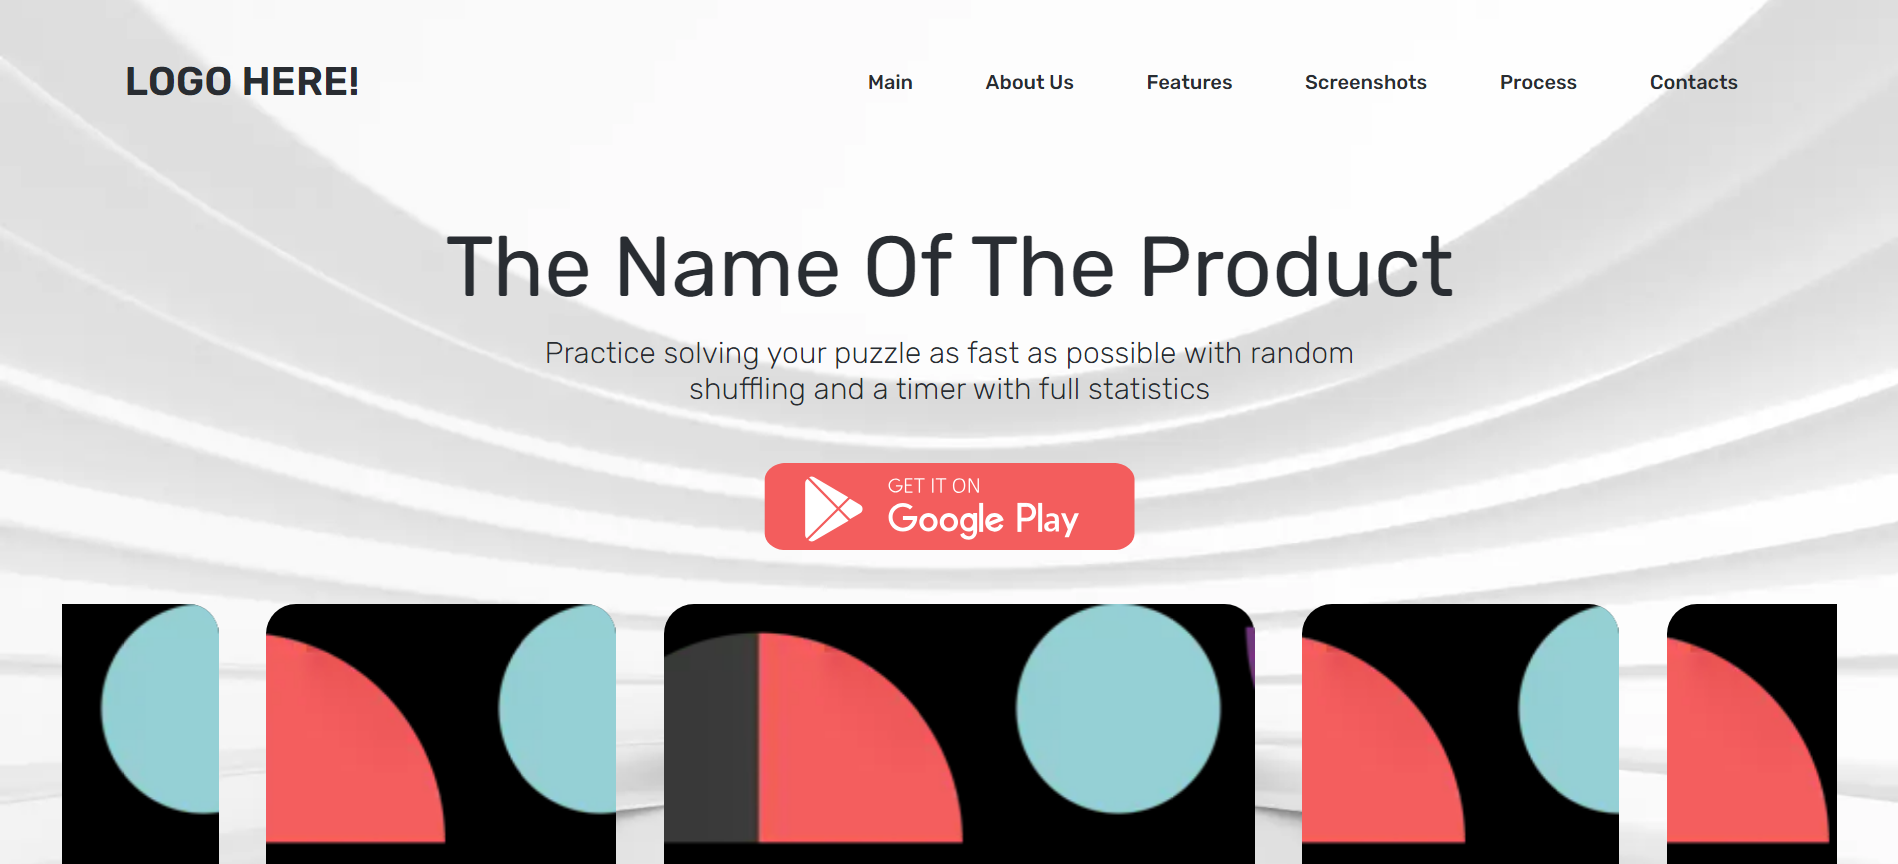 LOGO HERE!
Main
About Us
Features
Screenshots
Process
Contacts
The Name Of The Product
Practice solving your puzzle as fast as possible with random
shuffling and a timer with full statistics
GET IT ON
Google Play